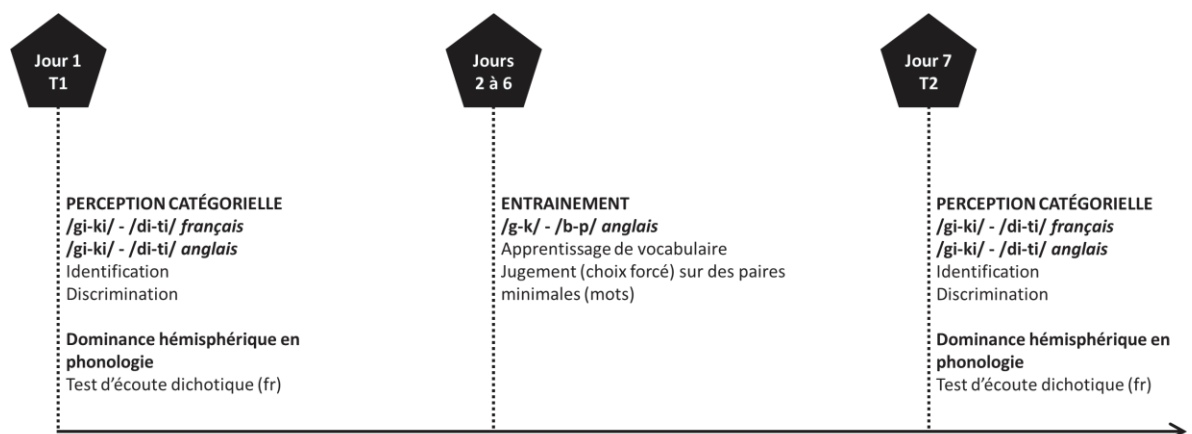 Jour 1
T1
PERCEPTION CATÉGORIELLE
/gi-ki/ - /di-ti/ français
/gi-ki/ - /di-ti/ anglais
Identification
Discrimination
Dominance hémisphérique en
phonologie
Test d’écoute dichotique (fr)
Jours
2 à 6
ENTRAINEMENT
/g-k/ - /b-p/ anglais
Apprentissage de vocabulaire
Jugement (choix forcé) sur des paires
minimales (mots)
Jour 7
T2
PERCEPTION CATÉGORIELLE
/gi-ki/ - /di-ti/ français
/gi-ki/ - /di-ti/ anglais
Identification
Discrimination
Dominance hémisphérique en
phonologie
Test d’écoute dichotique (fr)